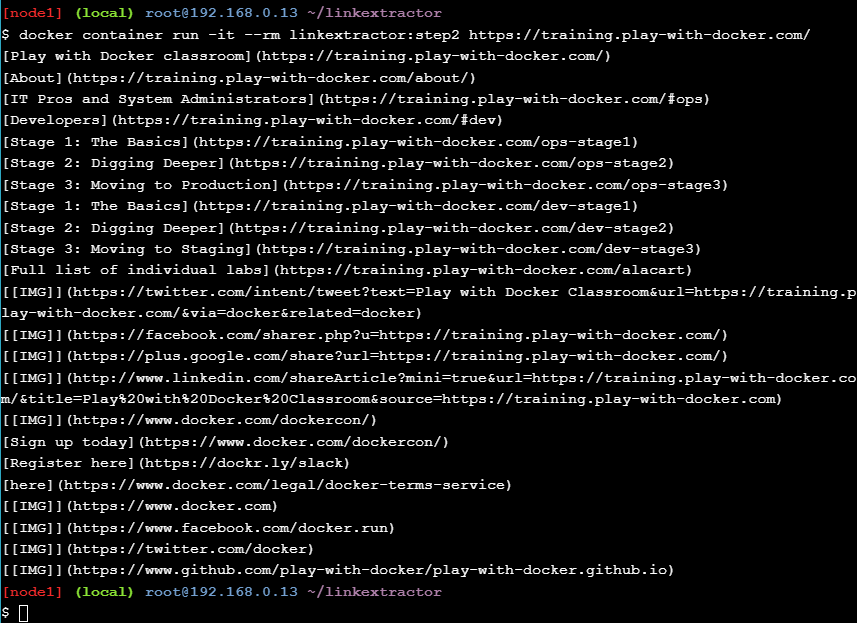 [node1] (local) root@192.168.0.13 ~/linkextractor
$ docker container run -it --rm linkextractor:step2 https://training.play-with-docker.com/
[Play with Docker classroom](https://training.play-with-docker.com/)
[About](https://training.play-with-docker.com/about/)
[IT Pros and System Administrators](https://training.play-with-docker.com/#ops)
[Developers](https://training.play-with-docker.com/#dev)
[Stage 1: The Basics](https://training.play-with-docker.com/ops-stage1)
[Stage 2: Digging Deeper](https://training.play-with-docker.com/ops-stage2)
[Stage 3: Moving to Production](https://training.play-with-docker.com/ops-stage3)
[Stage 1: The Basics](https://training.play-with-docker.com/dev-stage1)
[Stage 2: Digging Deeper](https://training.play-with-docker.com/dev-stage2)
[Stage 3: Moving to Staging](https://training.play-with-docker.com/dev-stage3)
[Full list of individual labs](https://training.play-with-docker.com/alacart)
[[IMG]](https://twitter.com/intent/tweet?text=Play with Docker Classroom&url=https://training.p
lay-with-docker.com/&via=docker&related=docker)
[[IMG]](https://facebook.com/sharer.php?u=https://training.play-with-docker.com/)
[[IMG]](https://plus.google.com/share?url=https://training.play-with-docker.com/)
[[IMG]](http://www.linkedin.com/shareArticle?mini=true&url=https://training.play-with-docker.co
m/&title=Play%20with%20Docker%20Classroom&source=https://training.play-with-docker.com)
[[IMG]](https://www.docker.com/dockercon/)
[Sign up today](https://www.docker.com/dockercon/)
[Register here](https://dockr.ly/slack)
[here](https://www.docker.com/legal/docker-terms-service)
[[IMG]](https://www.docker.com)
[[IMG]](https://www.facebook.com/docker.run)
[[IMG]](https://twitter.com/docker)
[[IMG]](https://www.github.com/play-with-docker/play-with-docker.github.io)
[node1] (local) root@192.168.0.13 ~/linkextractor
$